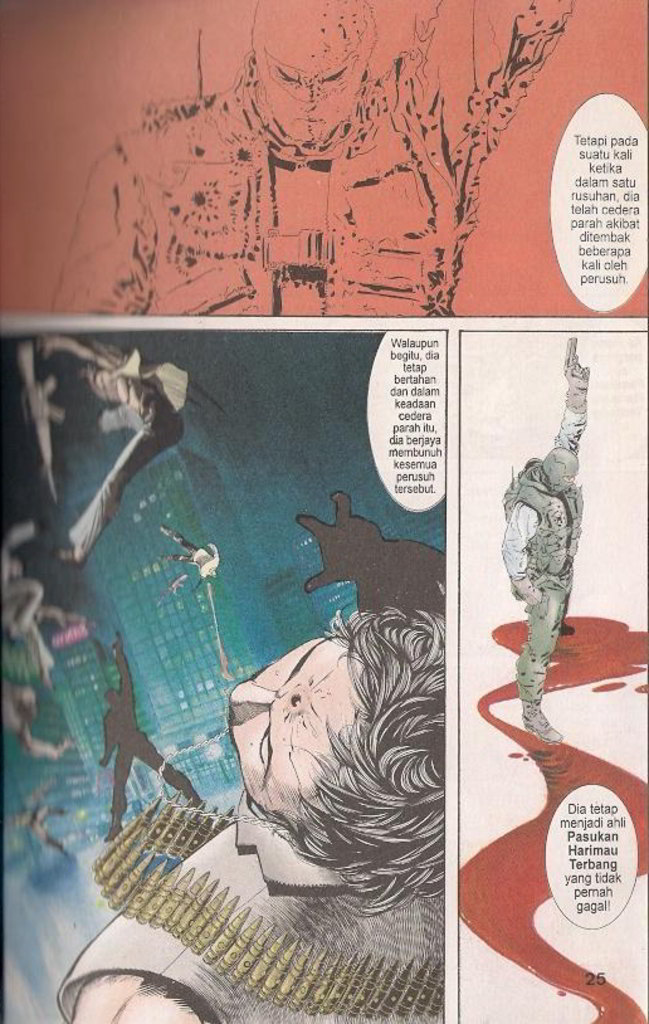 Tetapi pada
suatu kali
ketika
dalam satu
rusuhan, dia
telah cedera
parah akibat
ditembak
beberapa
kali oleh
perusuh.
Walaupun
begitu, dia
tetap
bertahan
dan dalam
keadaan
cedera
parah itu,
dia berjaya
membunuh
kesemua
perusuh
tersebut.
Dia tetap
menjadi ahli
Pasukan
Harimau
Terbang
yang tidak
pernah
gagal!
25